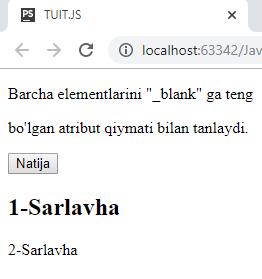 TUIT.JS
localhost:63342/Jav
Barcha elementlarini "_blank" ga teng
bo'lgan atribut qiymati bilan tanlaydi.
Natija
1-Sarlavha
2-Sarlavha